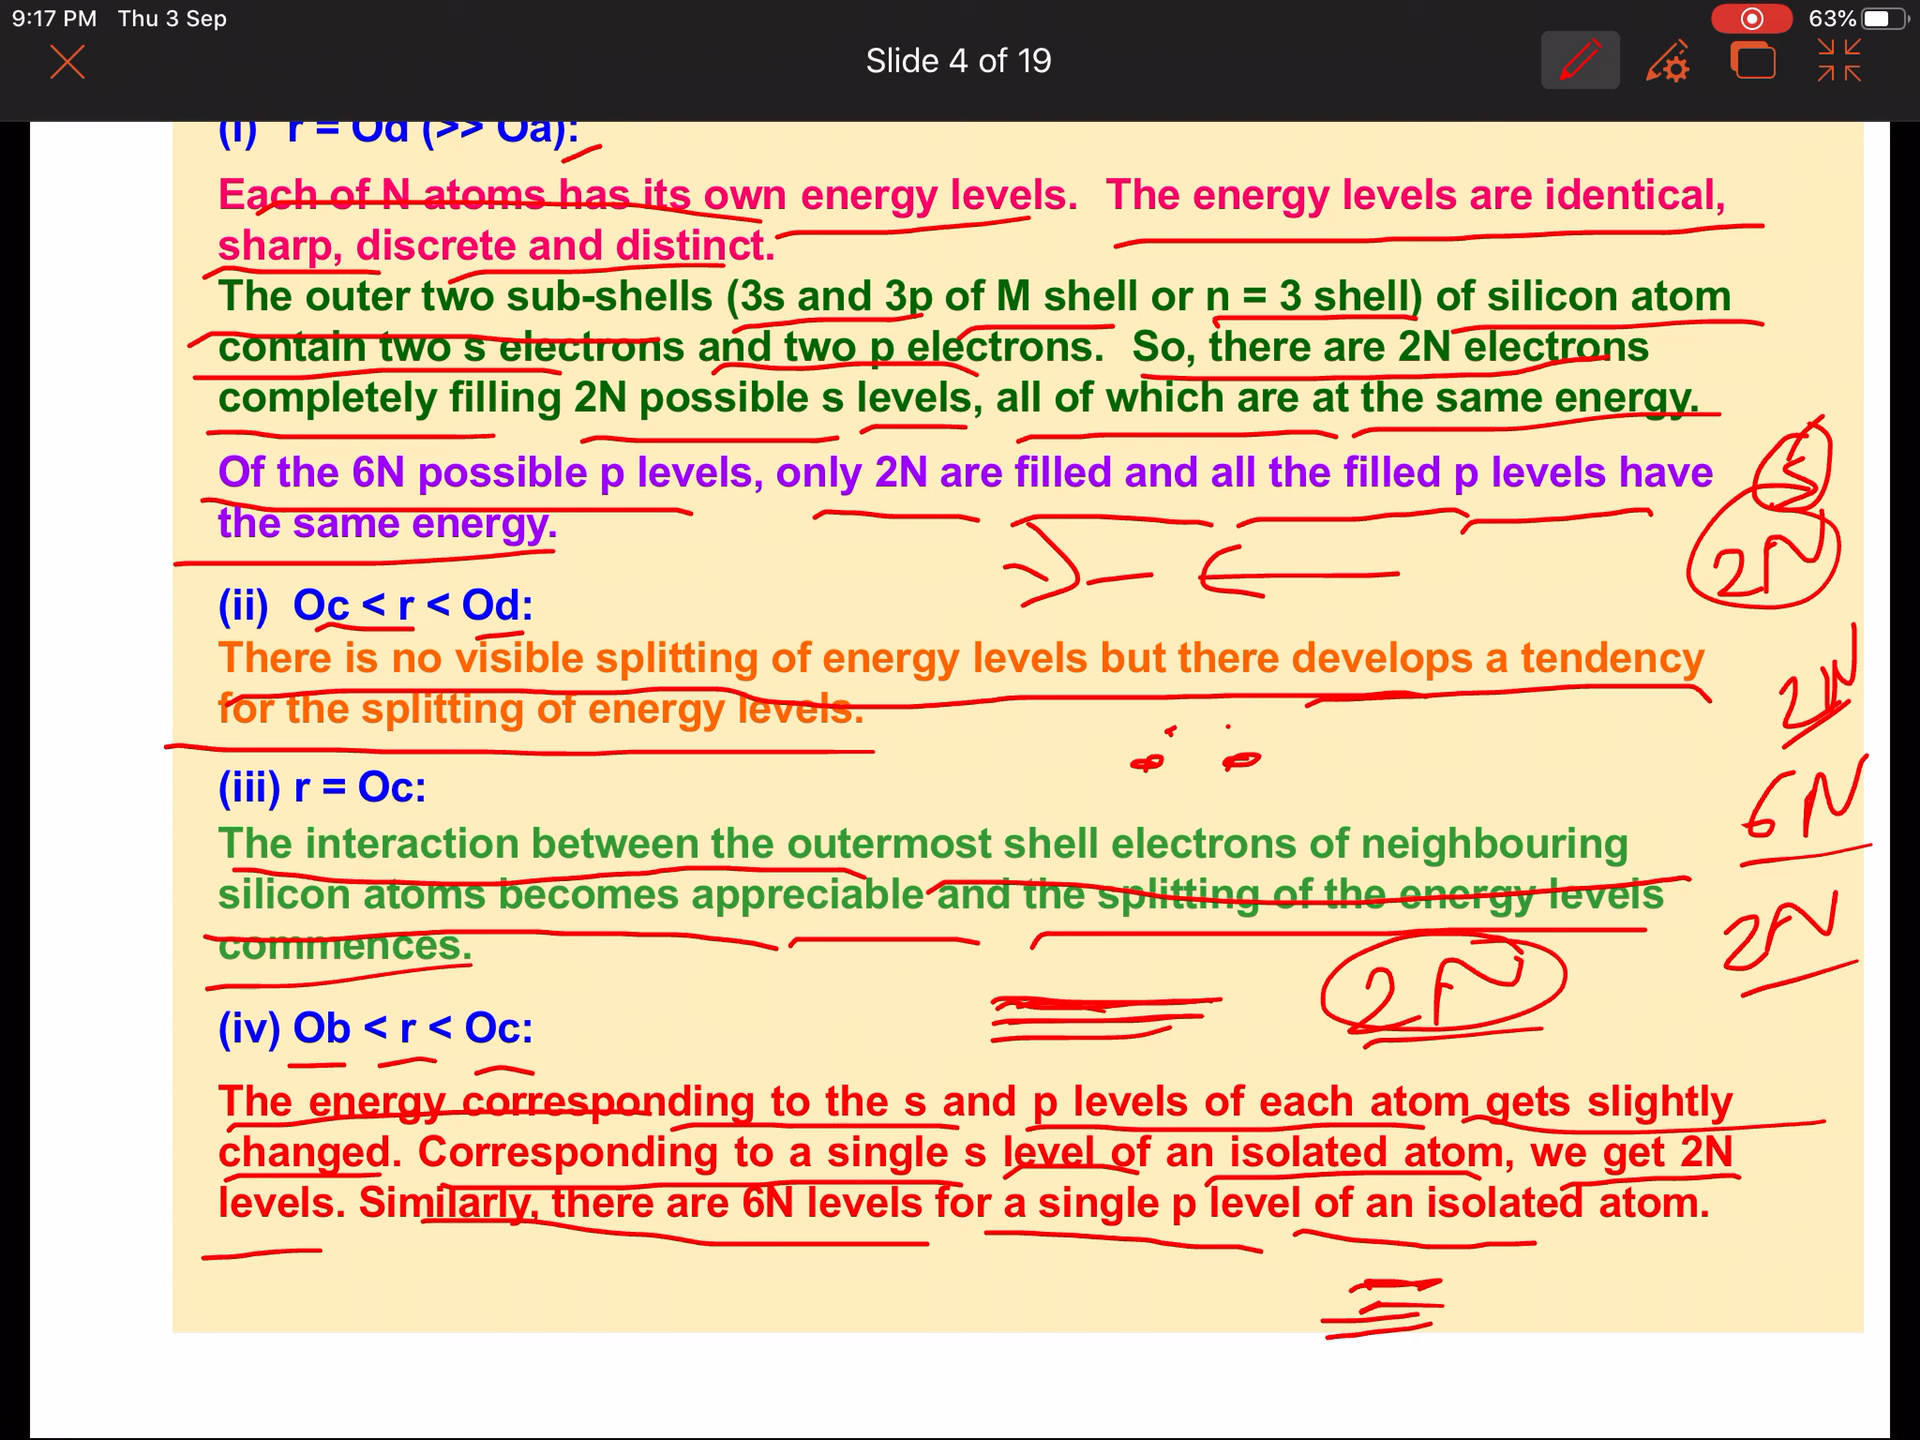 9:17 PM Thu 3 Sep
63%
Slide 4 of 19
(i) r = Od (>> Oa):
Each of N atoms has its own energy levels. The energy levels are identical,
sharp, discrete and distinct.
The outer two sub-shells (3s and 3p of M shell or n = 3 shell) of silicon atom
contain two s electrons and two p electrons. So, there are 2N electrons
completely filling 2N possible s levels, all of which are at the same energy.
Of the 6N possible p levels, only 2N are filled and all the filled p levels have
the same energy.
S
2N
(ii) Oc < r < Od:
There is no visible splitting of energy levels but there develops a tendency
for the splitting of energy levels.
2N
(iii) r = Oc:
6N
The interaction between the outermost shell electrons of neighbouring
silicon atoms becomes appreciable and the splitting of the energy levels
commences.
2N
2N
(iv) Ob < r < Oc:
The energy corresponding to the s and p levels of each atom gets slightly
changed. Corresponding to a single s level of an isolated atom, we get 2N
levels. Similarly, there are 6N levels for a single p level of an isolated atom.